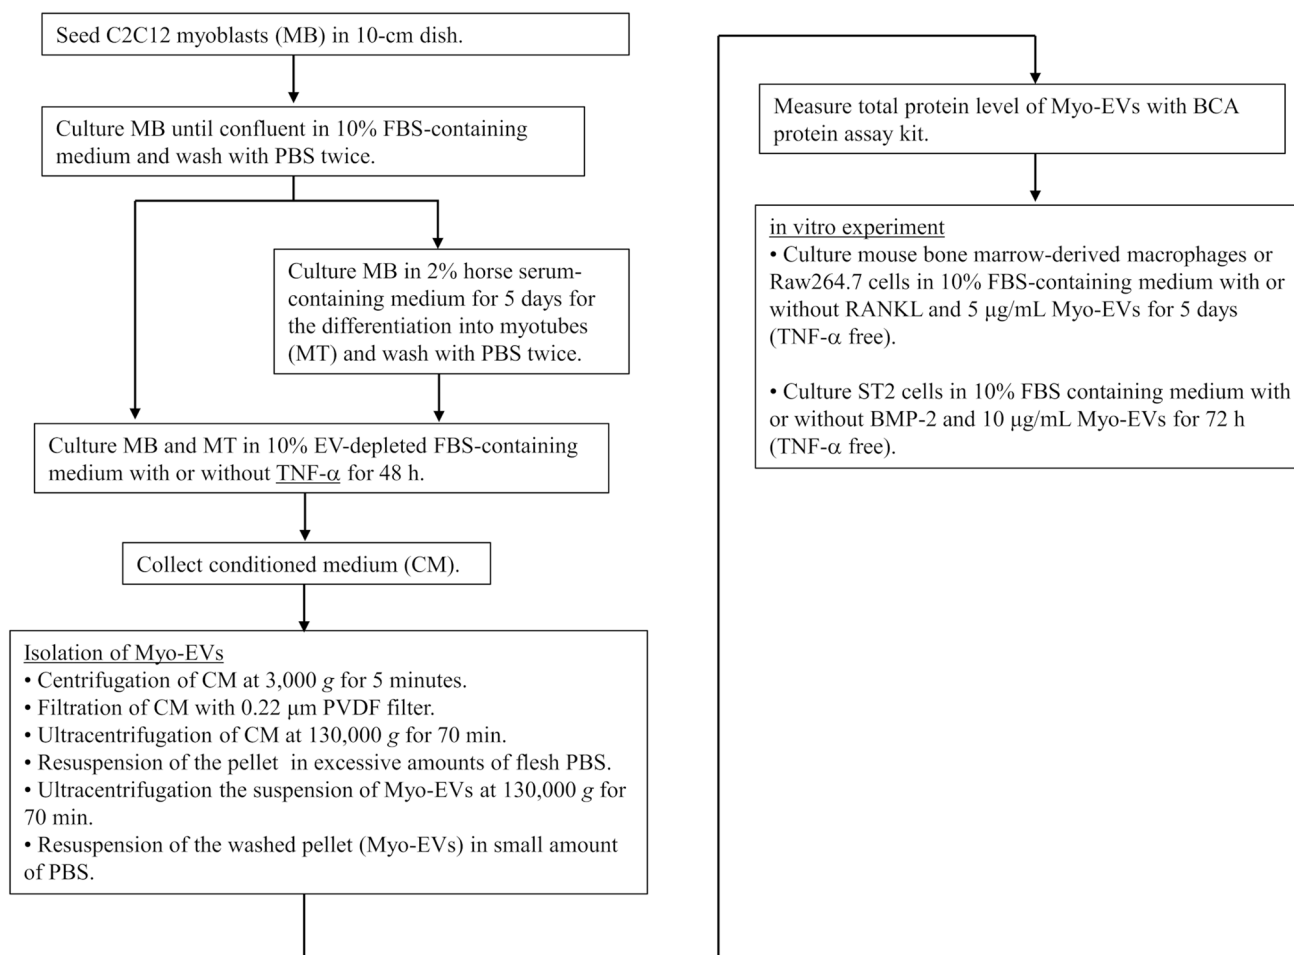 Seed C2C12 myoblasts (MB) in 10-cm dish.
Culture MB until confluent in 10% FBS-containing
medium and wash with PBS twice.
Culture MB in 2% horse serum-
containing medium for 5 days for
the differentiation into myotubes
(MT) and wash with PBS twice.
Culture MB and MT in 10% EV-depleted FBS-containing
medium with or without TNF-α for 48 h.
Collect conditioned medium (CM).
Isolation of Myo-EVs
• Centrifugation of CM at 3,000 g for 5 minutes.
• Filtration of CM with 0.22 μm PVDF filter.
• Ultracentrifugation of CM at 130,000 g for 70 min.
• Resuspension of the pellet in excessive amounts of flesh PBS.
• Ultracentrifugation the suspension of Myo-EVs at 130,000 g for
70 min.
• Resuspension of the washed pellet (Myo-EVs) in small amount
of PBS.
Measure total protein level of Myo-EVs with BCA
protein assay kit.
in vitro experiment
• Culture mouse bone marrow-derived macrophages or
Raw264.7 cells in 10% FBS-containing medium with or
without RANKL and 5 μg/mL Myo-EVs for 5 days
(TNF-α free).
• Culture ST2 cells in 10% FBS containing medium with
or without BMP-2 and 10 μg/mL Myo-EVs for 72 h
(TNF-α free).